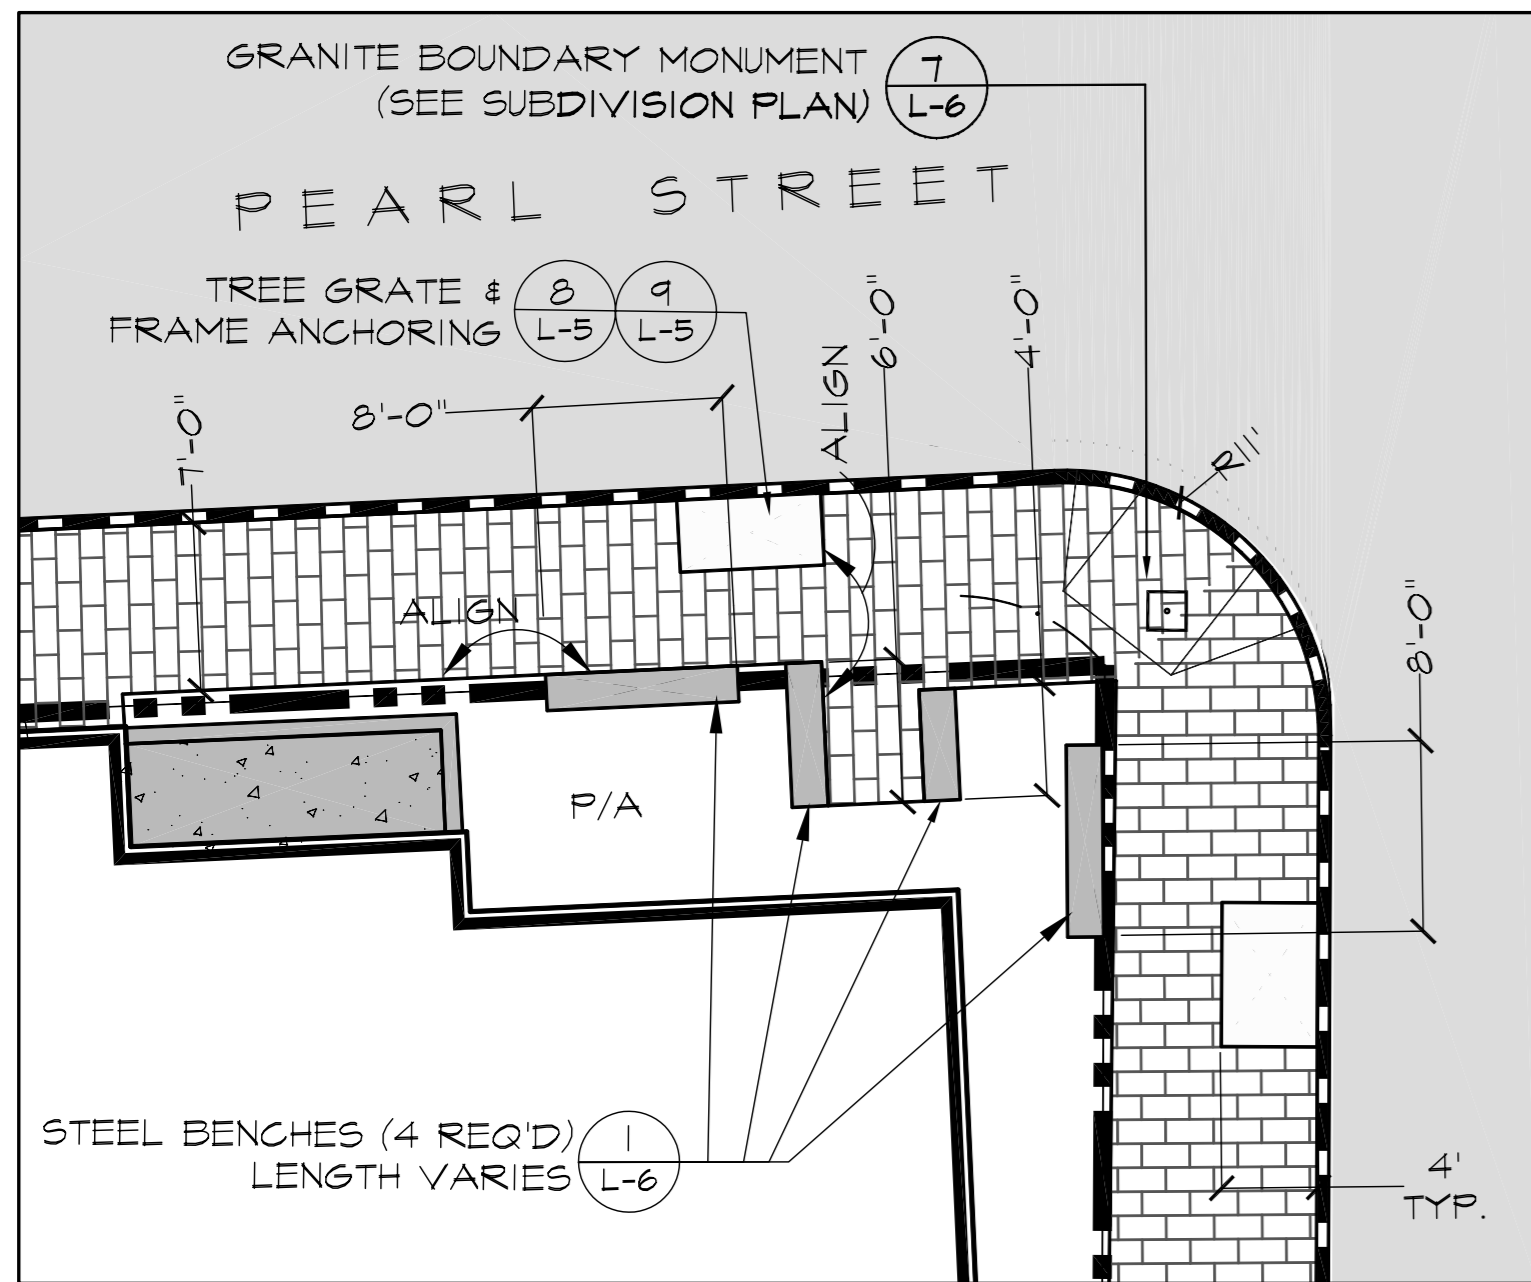 GRANITE BOUNDARY MONUMENT
(SEE SUBDIVISION PLAN)
7
L-6
PEARL STREET
TREE GRATE &
FRAME ANCHORING
8
L-5
9
L-5
7'-0"
8'-0"
ALIGN
6'-0"
4'-0"
R11'
ALIGN
8'-0"
P/A
STEEL BENCHES (4 REQ'D)
LENGTH VARIES
1
L-6
4'
TYP.